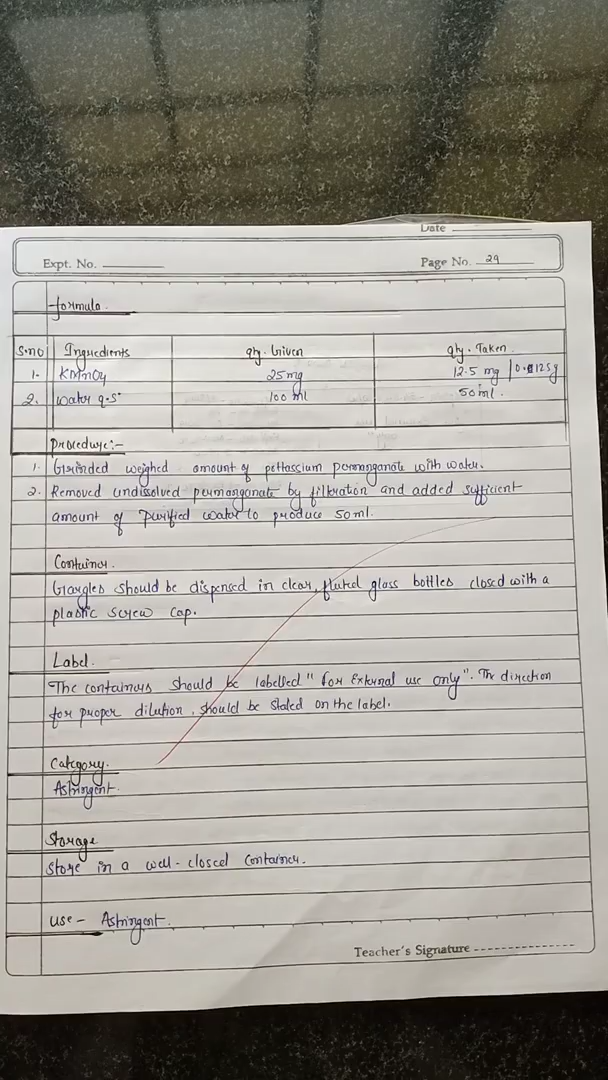 Date
Expt. No.
Page No. 29
formula.
S.no Ingredients qty. Given qty. Taken.
1. KMnO4 25mg 12.5 mg | 0.0125g
2. water q.s. 100 ml 50ml.
Procedure:-
1. Grinded weighed amount of pottassium permanganate with water.
2. Removed undissolved permanganate by filtration and added sufficient
amount of purified water to produce 50ml.
Container.
Gargles should be dispensed in clear, fluted glass bottles closed with a
plastic screw cap.
Label.
The containers should be labelled "for External use only". The direction
for proper dilution, should be stated on the label.
Category.
Astringent.
Storage
Store in a well-closed container.
use - Astringent.
Teacher's Signature